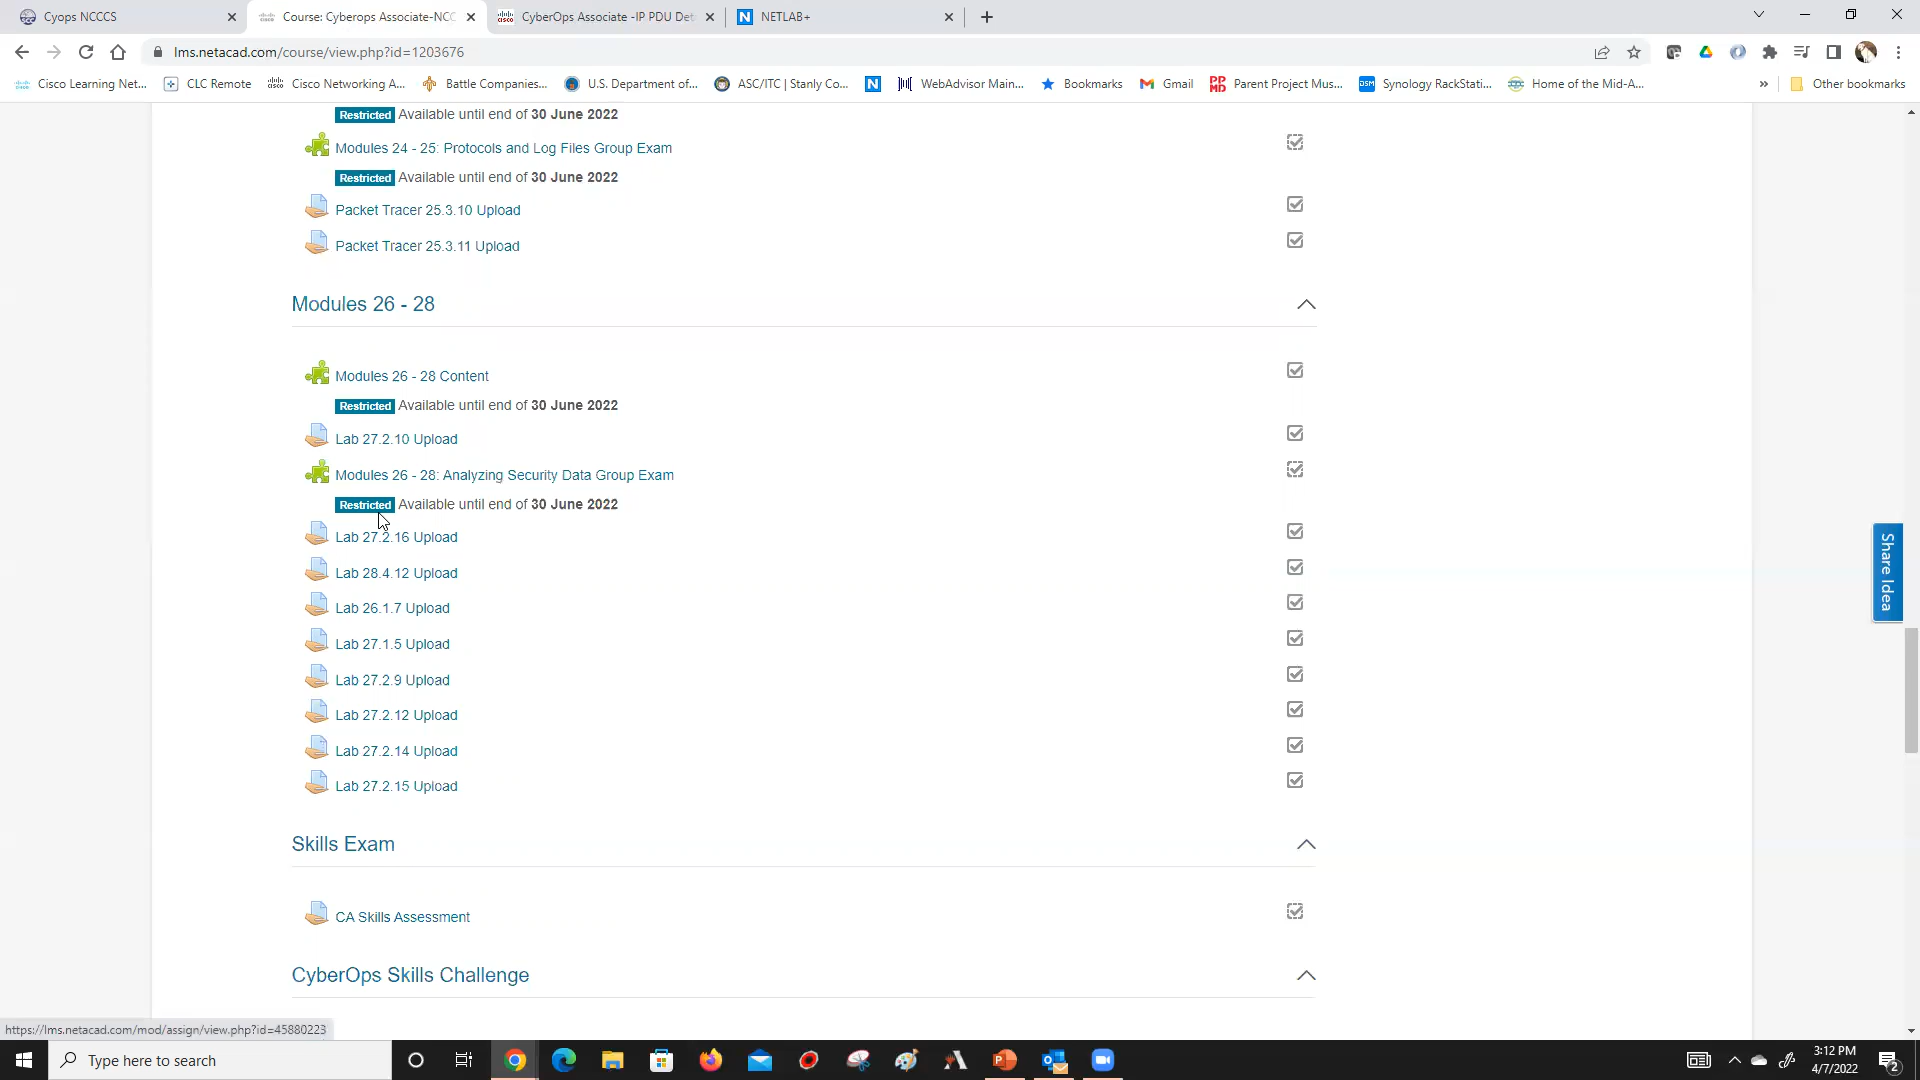 Cyops NCCCS
Course: Cyberops Associate-NCC
CyberOps Associate -IP PDU Det
NETLAB+
lms.netacad.com/course/view.php?id=1203676
Cisco Learning Net...
CLC Remote
Cisco Networking A...
Battle Companies...
U.S. Department of...
ASC/ITC | Stanly Co...
WebAdvisor Main...
Bookmarks
Gmail
Parent Project Mus...
Synology RackStati...
Home of the Mid-A...
»
Other bookmarks
Restricted Available until end of 30 June 2022
Modules 24 - 25: Protocols and Log Files Group Exam
Restricted Available until end of 30 June 2022
Packet Tracer 25.3.10 Upload
Packet Tracer 25.3.11 Upload
Modules 26 - 28
Modules 26 - 28 Content
Restricted Available until end of 30 June 2022
Lab 27.2.10 Upload
Modules 26 - 28: Analyzing Security Data Group Exam
Restricted Available until end of 30 June 2022
Lab 27.2.16 Upload
Lab 28.4.12 Upload
Lab 26.1.7 Upload
Lab 27.1.5 Upload
Lab 27.2.9 Upload
Lab 27.2.12 Upload
Lab 27.2.14 Upload
Lab 27.2.15 Upload
Skills Exam
CA Skills Assessment
CyberOps Skills Challenge
Share Idea
https://lms.netacad.com/mod/assign/view.php?id=45880223
Type here to search
3:12 PM
4/7/2022
2